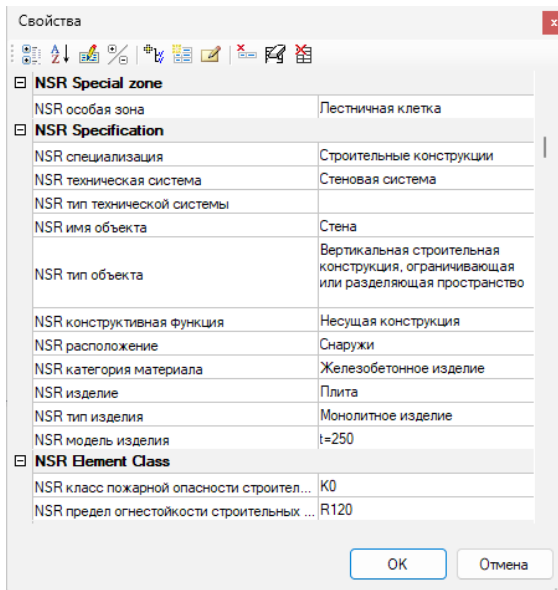 Свойства
NSR Special zone
NSR особая зона Лестничная клетка
NSR Specification
NSR специализация Строительные конструкции
NSR техническая система Стеновая система
NSR тип технической системы
NSR имя объекта Стена
NSR тип объекта Вертикальная строительная
конструкция, ограничивающая
или разделяющая пространство
NSR конструктивная функция Несущая конструкция
NSR расположение Снаружи
NSR категория материала Железобетонное изделие
NSR изделие Плита
NSR тип изделия Монолитное изделие
NSR модель изделия t=250
NSR Element Class
NSR класс пожарной опасности строител... K0
NSR предел огнестойкости строительных ... R120
OK Отмена